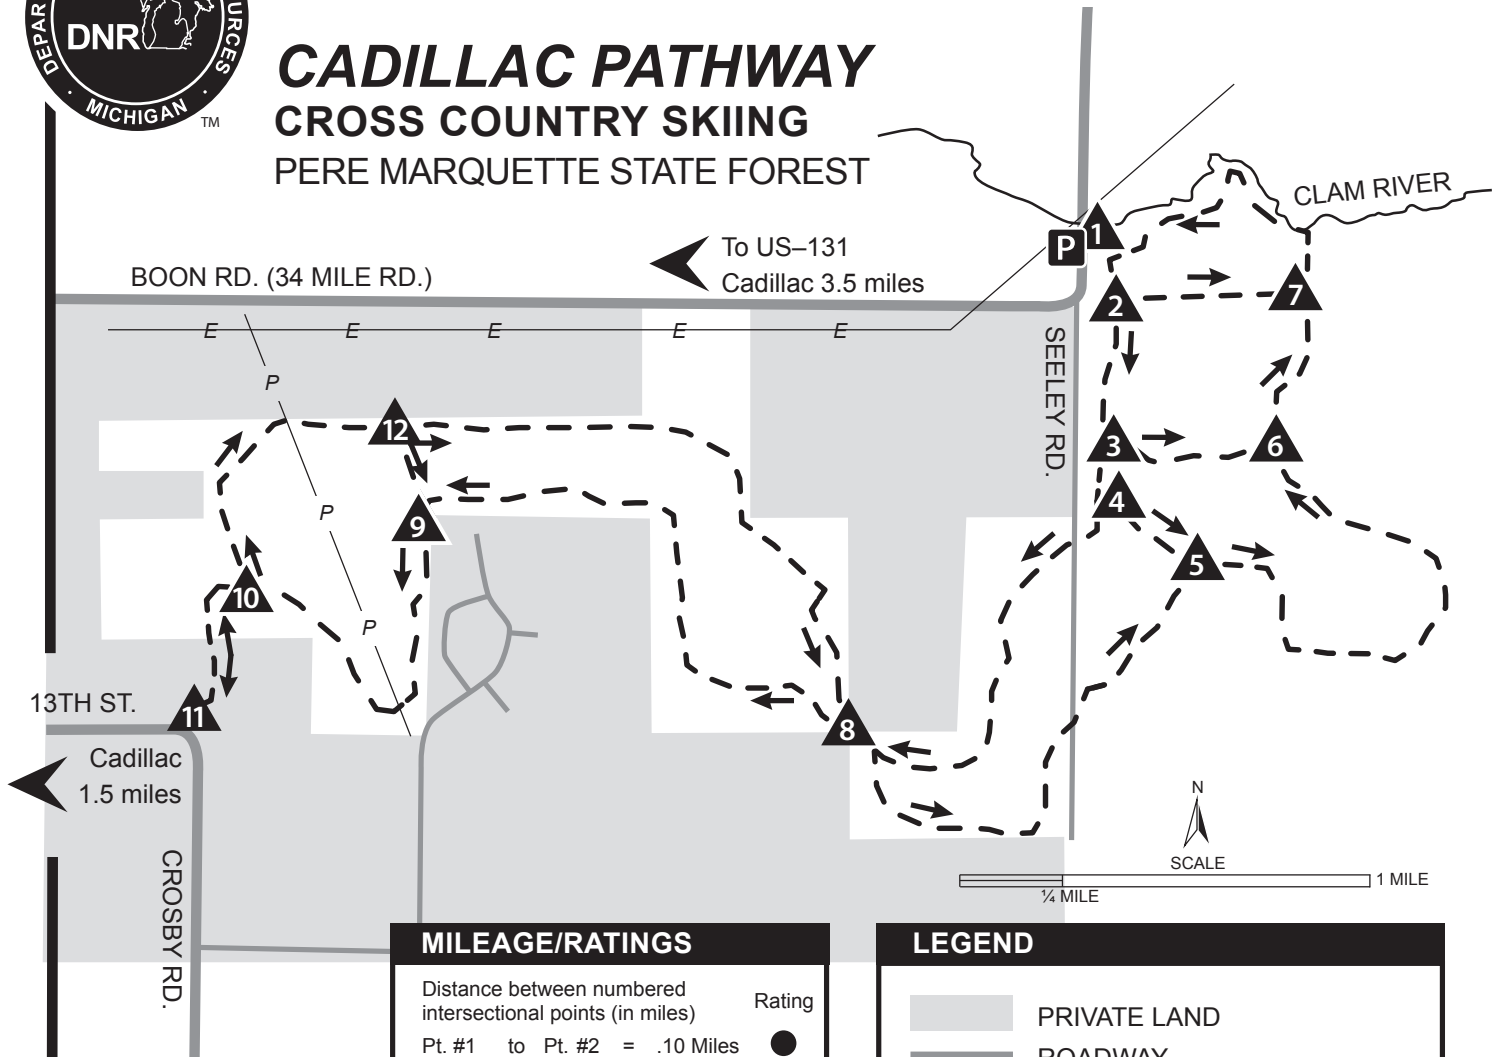 DEPAR
URCES
DNR
MICHIGAN
TM
CADILLAC PATHWAY
CROSS COUNTRY SKIING
PERE MARQUETTE STATE FOREST
CLAM RIVER
To US–131
Cadillac 3.5 miles
BOON RD. (34 MILE RD.)
P
1
2
7
E E E E E
SEELEY RD.
P
12
3
6
4
9
P
5
10
P
13TH ST.
11
8
Cadillac
1.5 miles
N
SCALE
1 MILE
¼ MILE
CROSBY RD.
MILEAGE/RATINGS
Distance between numbered
intersectional points (in miles)
Rating
Pt. #1 to Pt. #2 = .10 Miles
LEGEND
PRIVATE LAND
ROADWAY